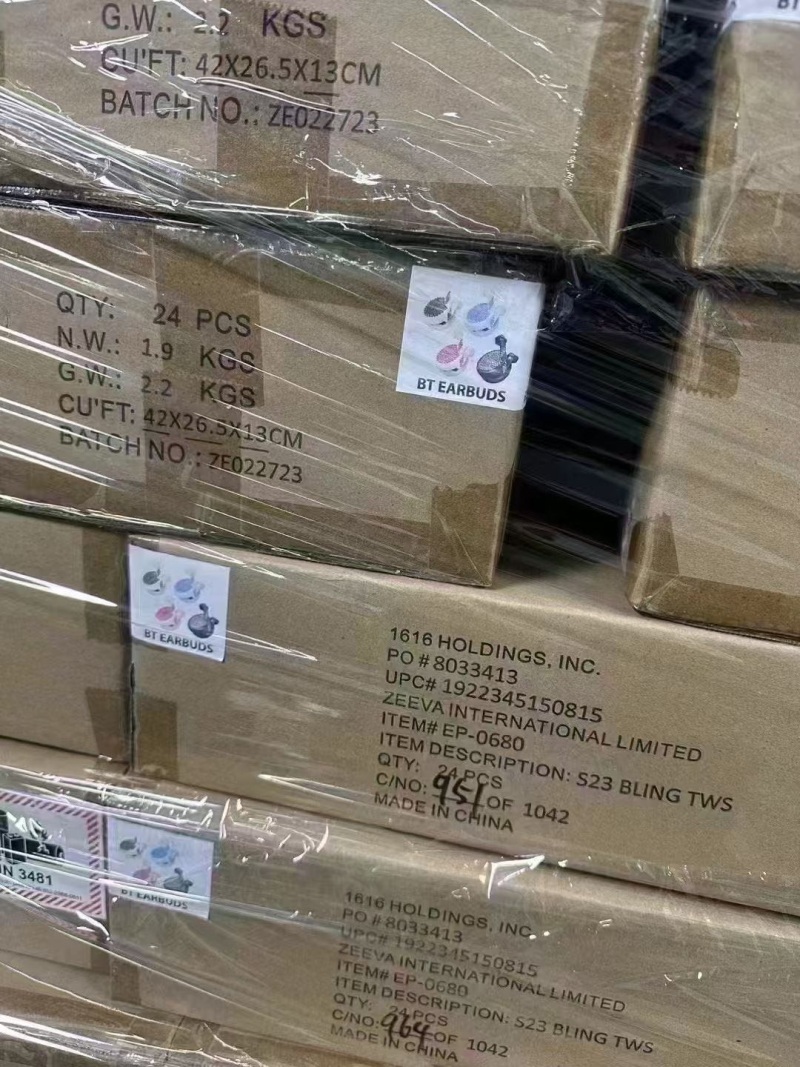 G.W.: 2.2 KGS
CU'FT: 42X26.5X13CM
BATCH NO.: ZE022723
QTY: 24 PCS
N.W.: 1.9 KGS
G.W.: 2.2 KGS
CU'FT: 42X26.5X13CM
BATCH NO.: ZE022723
BT EARBUDS
BT EARBUDS
1616 HOLDINGS, INC.
PO # 8033413
UPC# 1922345150815
ZEEVA INTERNATIONAL LIMITED
ITEM# EP-0680
ITEM DESCRIPTION: S23 BLING TWS
QTY: 24 PCS
C/NO: 951 OF 1042
MADE IN CHINA
3481
BT EARBUDS
1616 HOLDINGS, INC.
PO # 8033413
UPC# 1922345150815
ZEEVA INTERNATIONAL LIMITED
ITEM# EP-0680
ITEM DESCRIPTION: S23 BLING TWS
QTY: 24 PCS
C/NO: 964 OF 1042
MADE IN CHINA